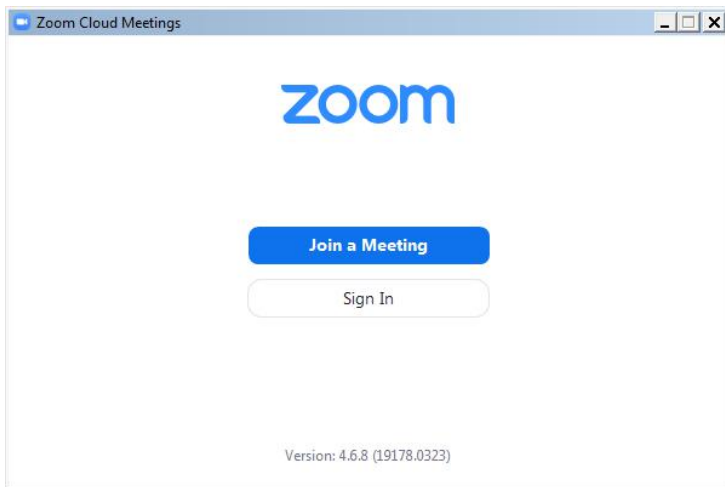 Zoom Cloud Meetings
zoom
Join a Meeting
Sign In
Version: 4.6.8 (19178.0323)